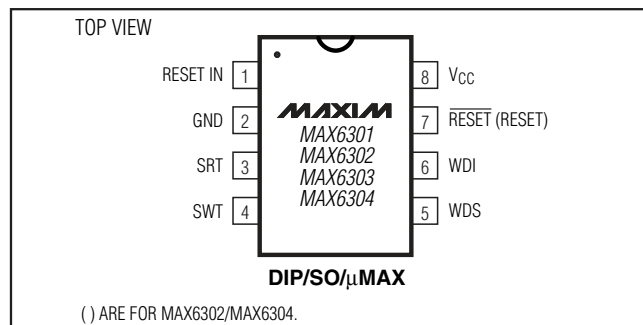 TOP VIEW
RESET IN 1
8 VCC
GND 2
7 RESET (RESET)
SRT 3
6 WDI
SWT 4
5 WDS
MAXIM
MAX6301
MAX6302
MAX6303
MAX6304
DIP/SO/μMAX
( ) ARE FOR MAX6302/MAX6304.